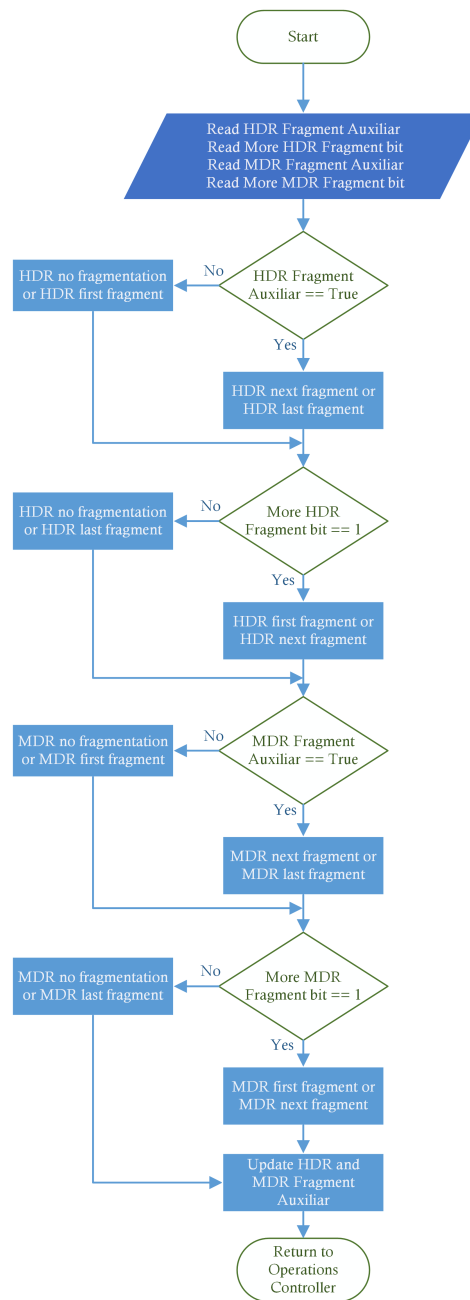 Start
Read HDR Fragment Auxiliar
Read More HDR Fragment bit
Read MDR Fragment Auxiliar
Read More MDR Fragment bit
HDR no fragmentation
or HDR first fragment
No
HDR Fragment
Auxiliar == True
Yes
HDR next fragment or
HDR last fragment
HDR no fragmentation
or HDR last fragment
No
More HDR
Fragment bit == 1
Yes
HDR first fragment or
HDR next fragment
MDR no fragmentation
or MDR first fragment
No
MDR Fragment
Auxiliar == True
Yes
MDR next fragment or
MDR last fragment
MDR no fragmentation
or MDR last fragment
No
More MDR
Fragment bit == 1
Yes
MDR first fragment or
MDR next fragment
Update HDR and
MDR Fragment
Auxiliar
Return to
Operations
Controller